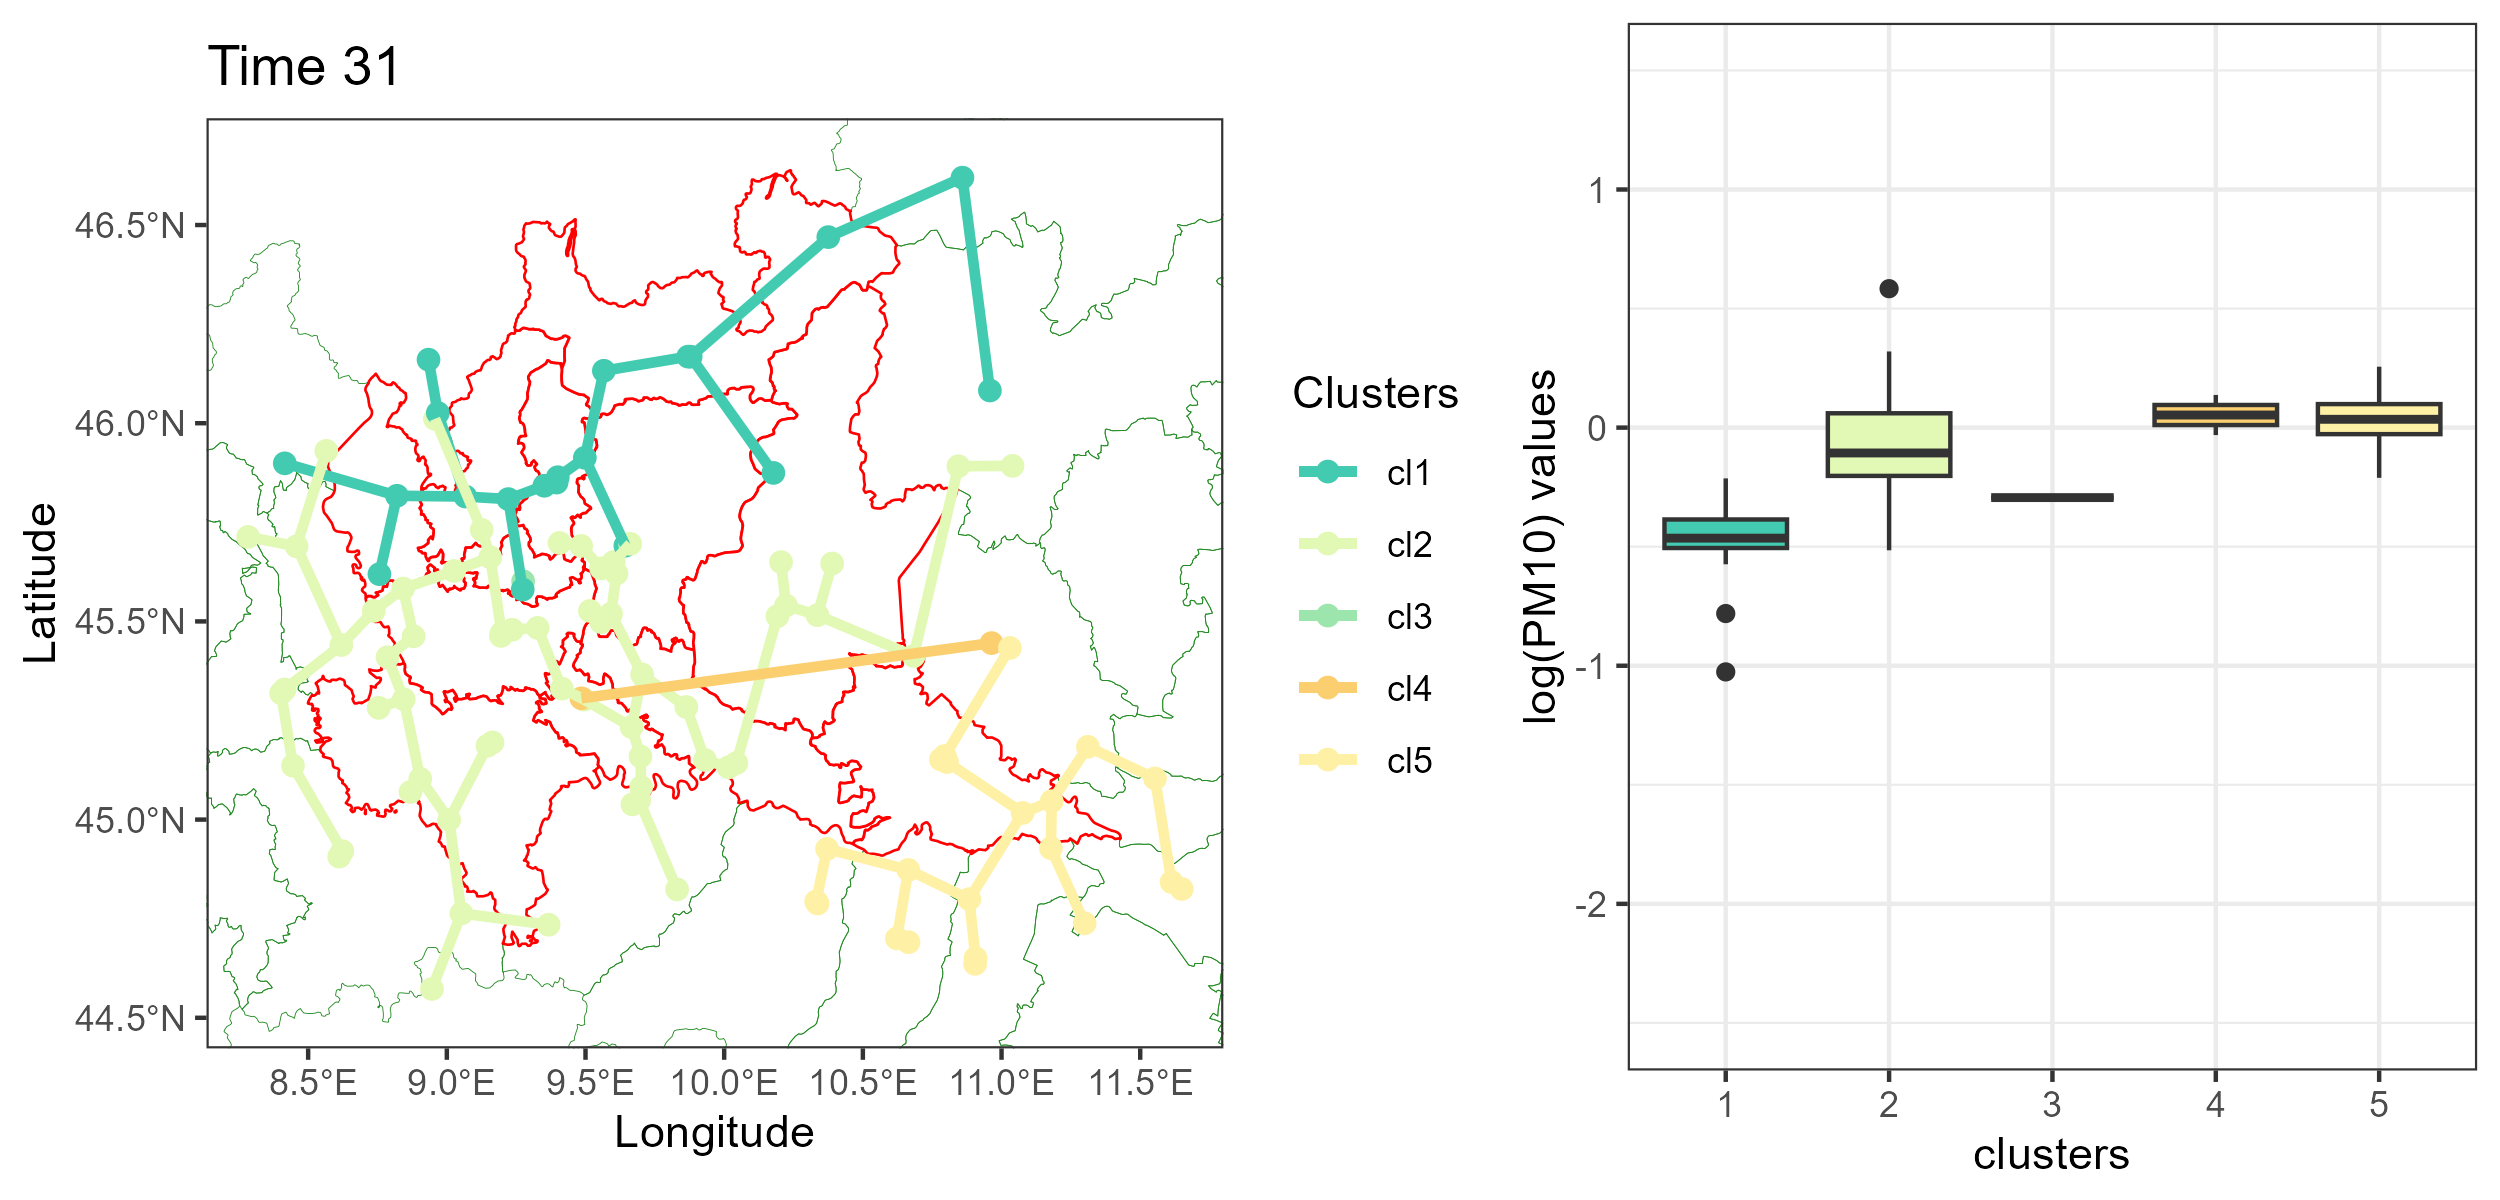 Time 31
46.5°N
46.0°N
45.5°N
45.0°N
44.5°N
Latitude
8.5°E 9.0°E 9.5°E 10.0°E 10.5°E 11.0°E 11.5°E
Longitude
Clusters
cl1
cl2
cl3
cl4
cl5
1
0
-1
-2
log(PM10) values
1 2 3 4 5
clusters